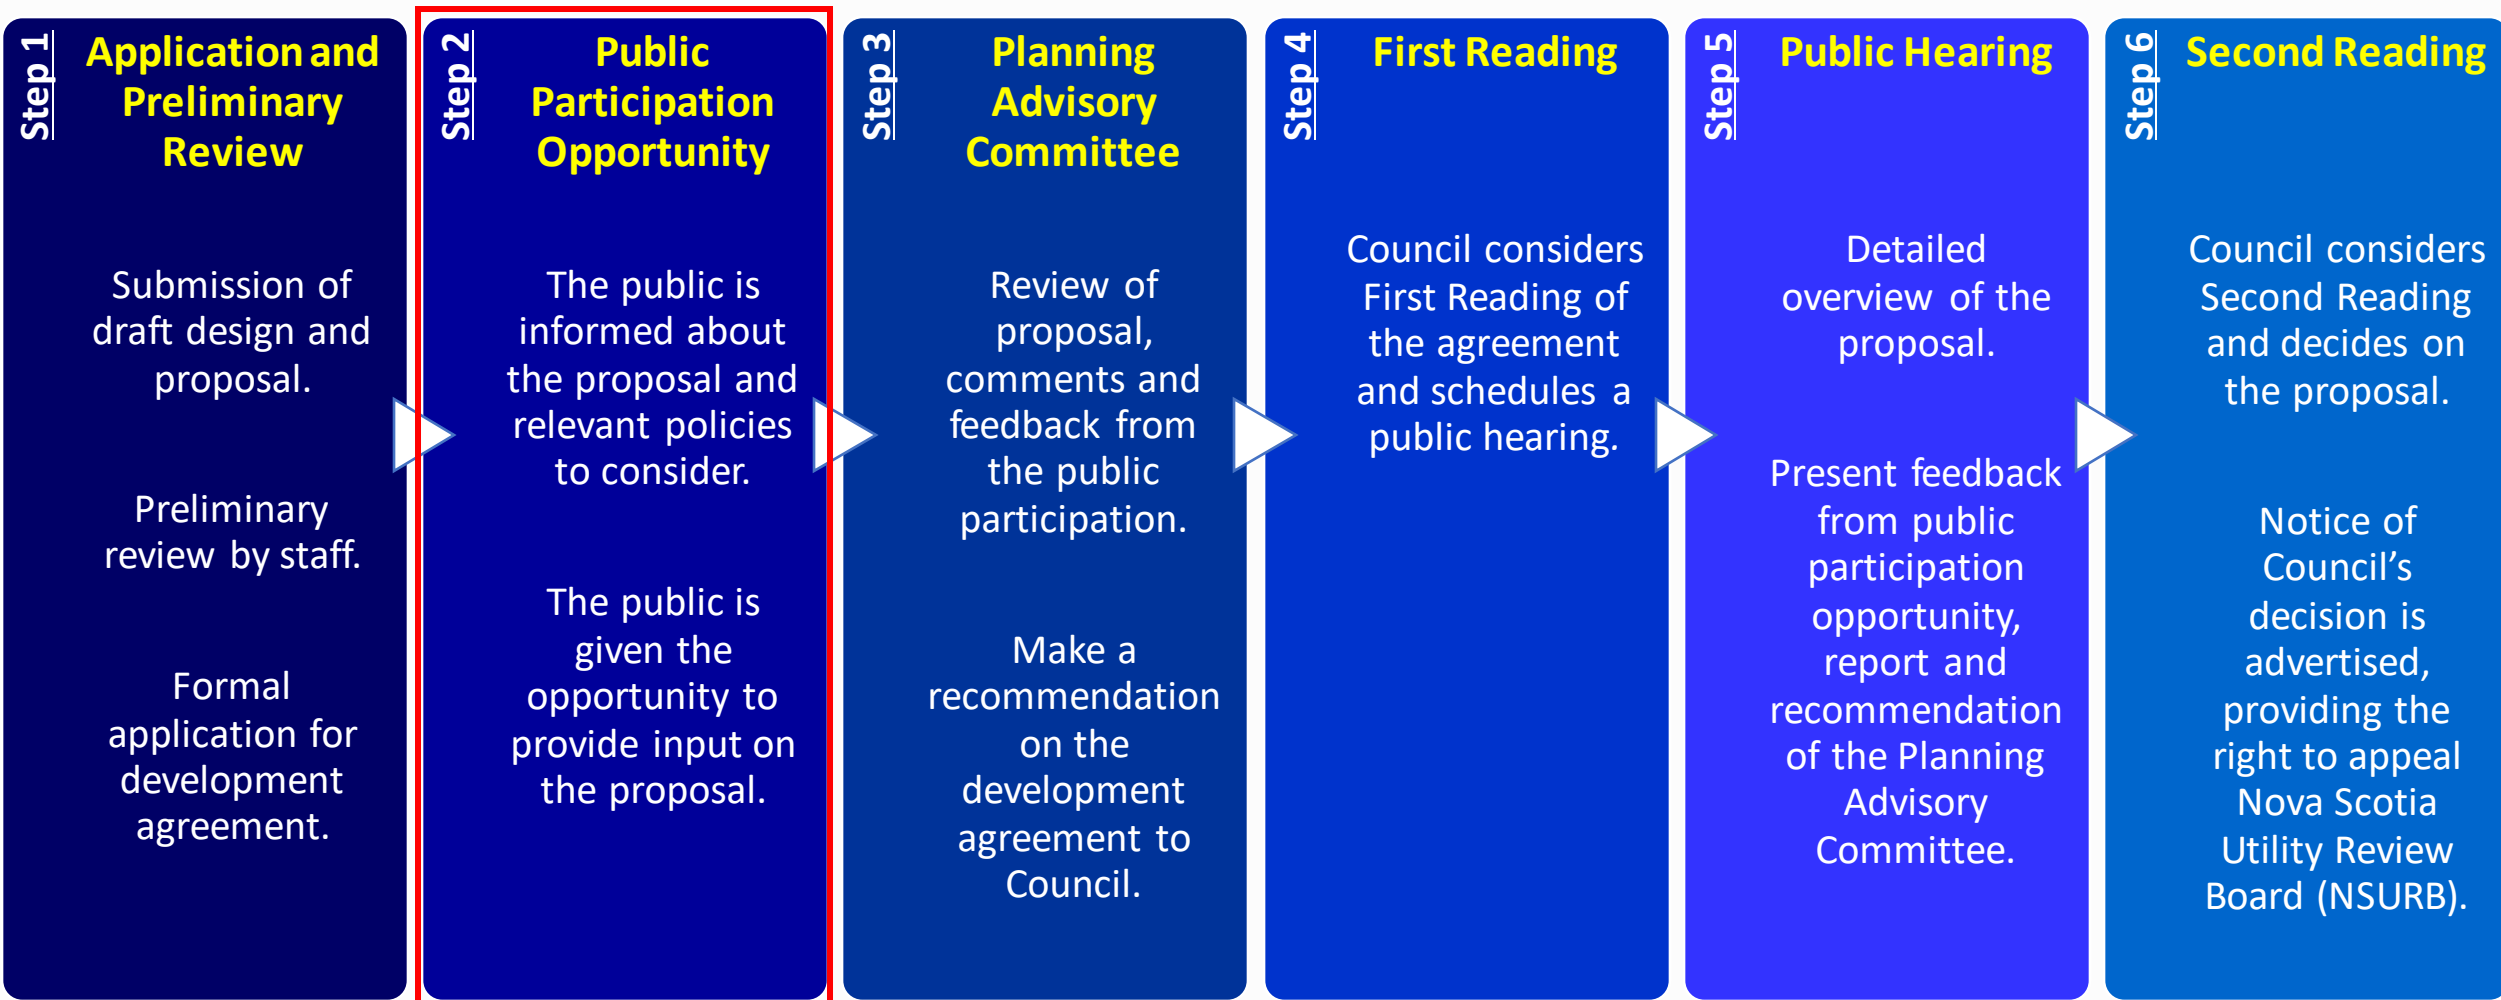 Step 1
Application and
Preliminary
Review
Submission of
draft design and
proposal.
Preliminary
review by staff.
Formal
application for
development
agreement.
Step 2
Public
Participation
Opportunity
The public is
informed about
the proposal and
relevant policies
to consider.
The public is
given the
opportunity to
provide input on
the proposal.
Step 3
Planning
Advisory
Committee
Review of
proposal,
comments and
feedback from
the public
participation.
Make a
recommendation
on the
development
agreement to
Council.
Step 4
First Reading
Council considers
First Reading of
the agreement
and schedules a
public hearing.
Step 5
Public Hearing
Detailed
overview of the
proposal.
Present feedback
from public
participation
opportunity,
report and
recommendation
of the Planning
Advisory
Committee.
Step 6
Second Reading
Council considers
Second Reading
and decides on
the proposal.
Notice of
Council’s
decision is
advertised,
providing the
right to appeal
Nova Scotia
Utility Review
Board (NSURB).